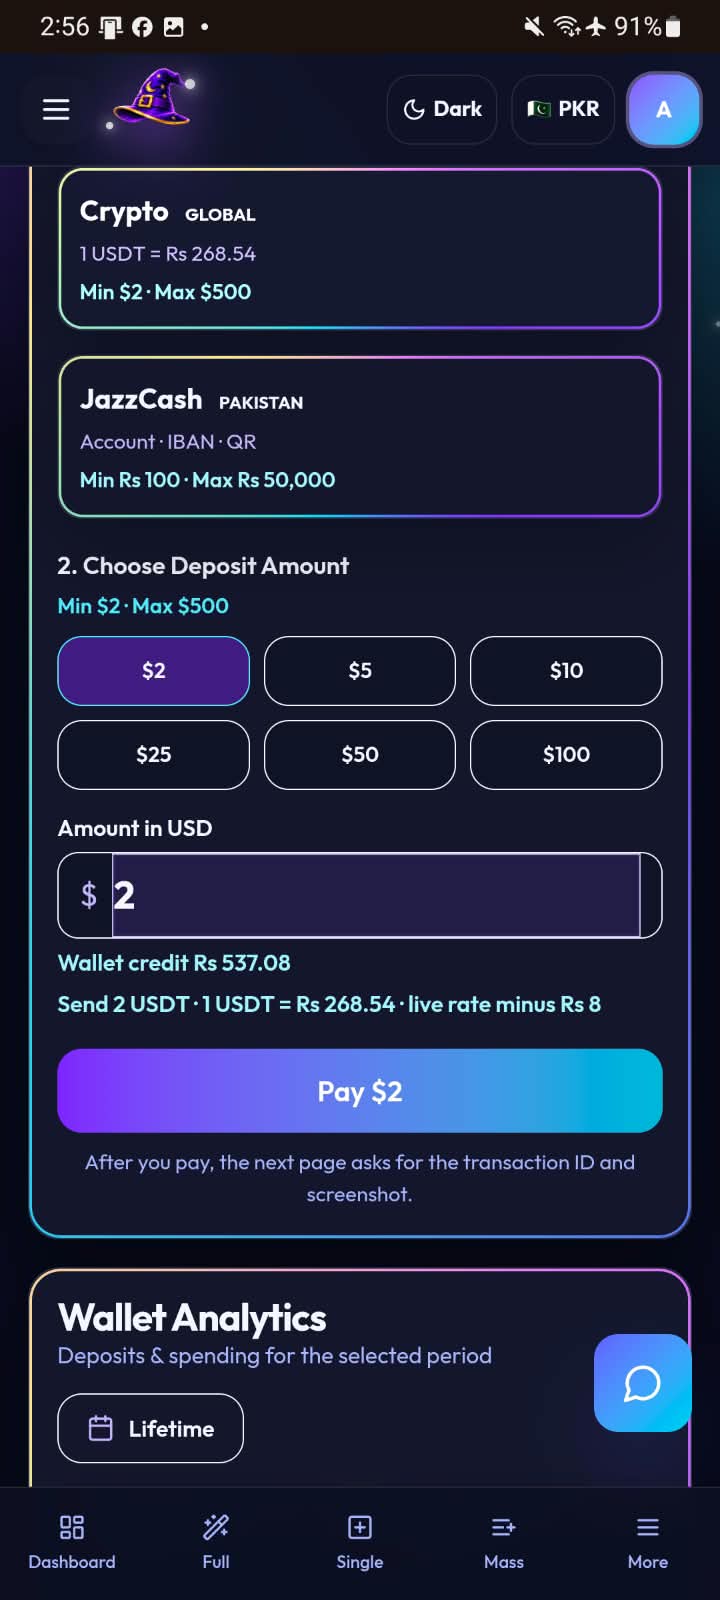 2:56
91%
Dark
PKR
A
Crypto GLOBAL
1 USDT = Rs 268.54
Min $2 · Max $500
JazzCash PAKISTAN
Account · IBAN · QR
Min Rs 100 · Max Rs 50,000
2. Choose Deposit Amount
Min $2 · Max $500
$2 $5 $10
$25 $50 $100
Amount in USD
$ 2
Wallet credit Rs 537.08
Send 2 USDT · 1 USDT = Rs 268.54 · live rate minus Rs 8
Pay $2
After you pay, the next page asks for the transaction ID and
screenshot.
Wallet Analytics
Deposits & spending for the selected period
Lifetime
Dashboard Full Single Mass More